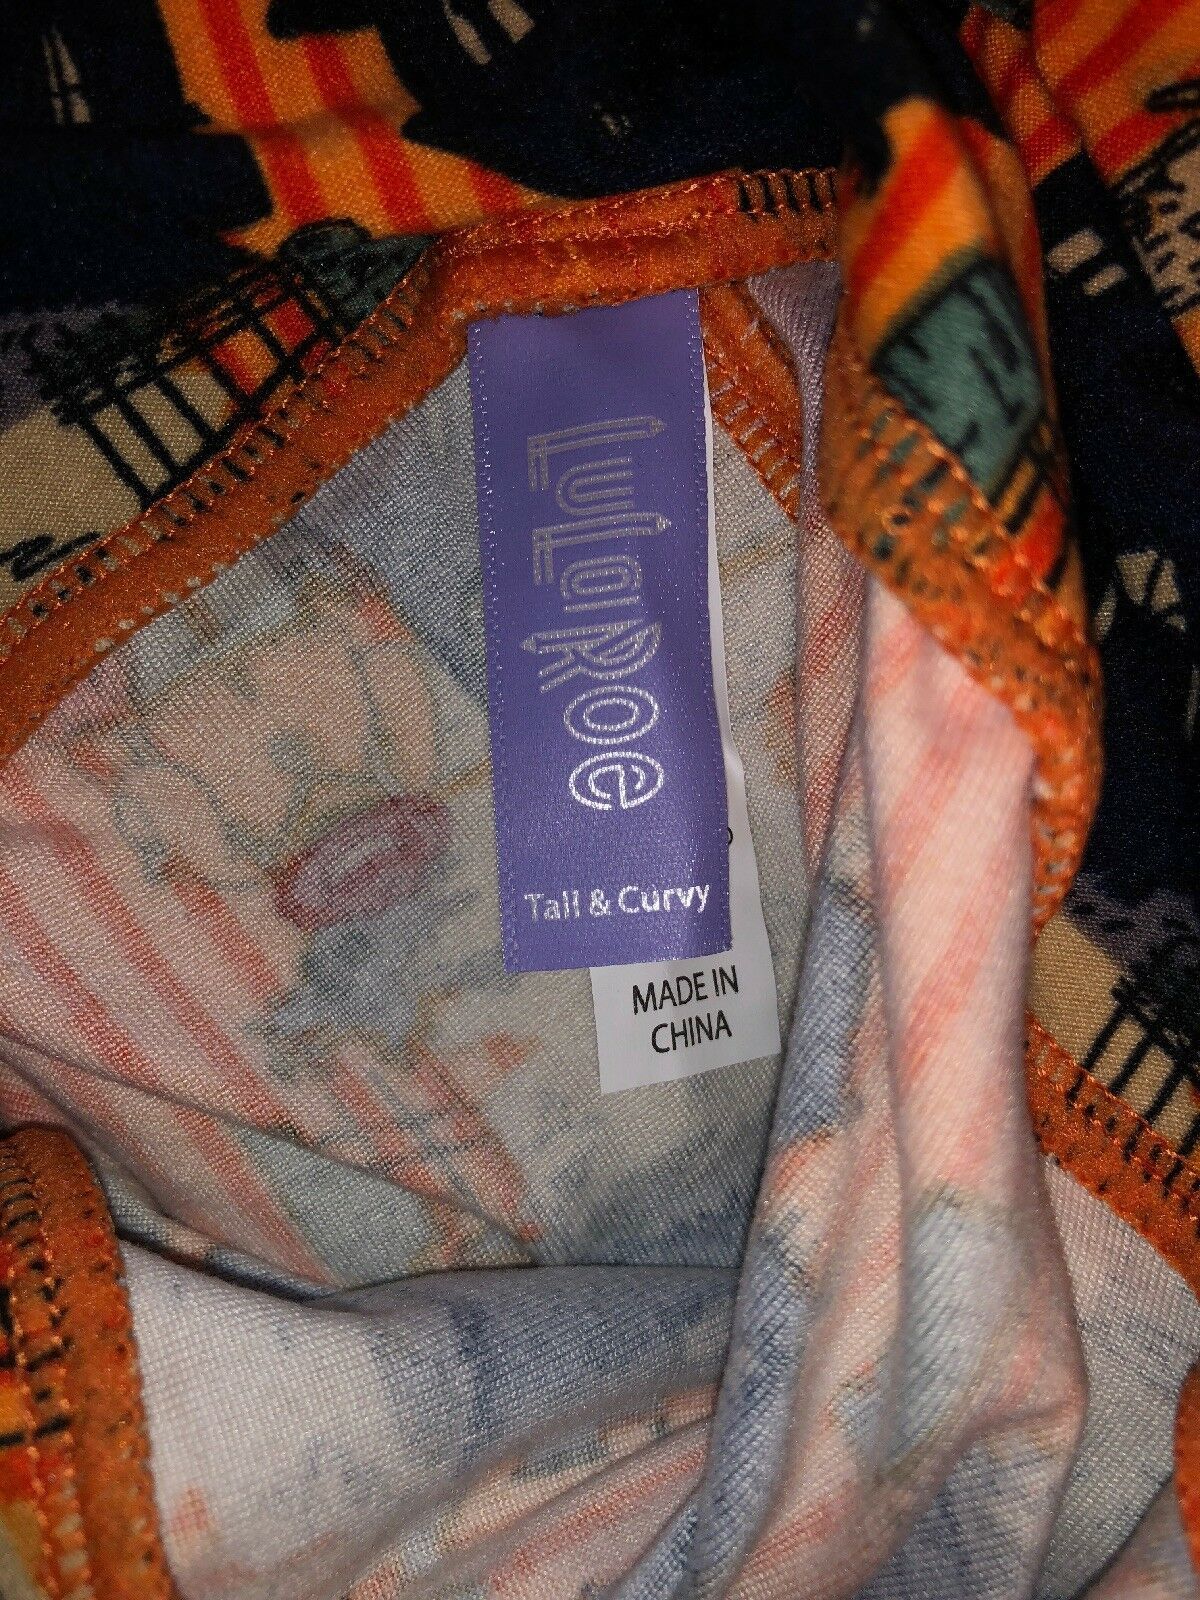 LuLaRoe
Tall & Curvy
MADE IN
CHINA